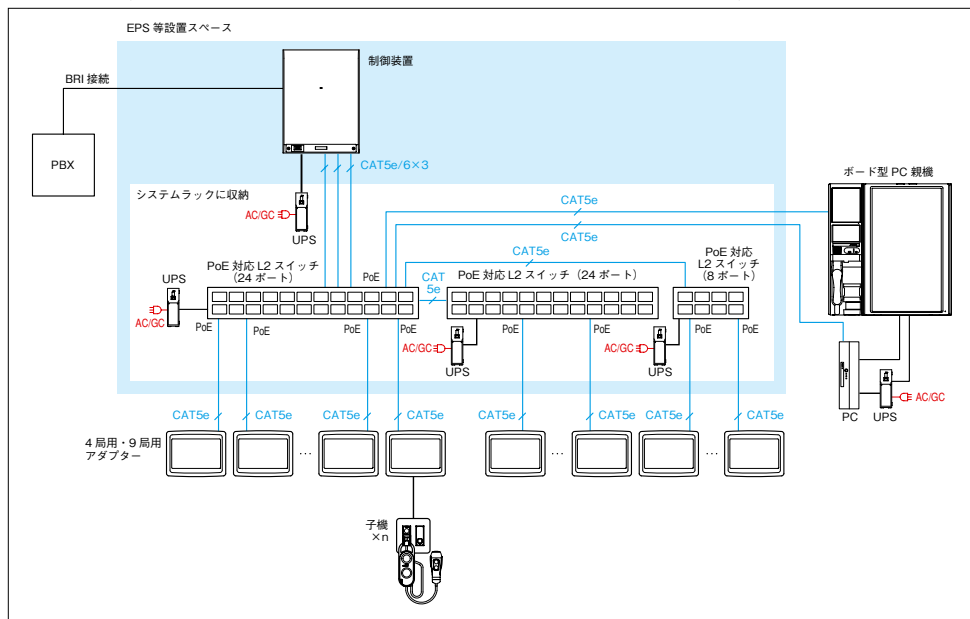 EPS 等設置スペース
制御装置
BRI 接続
PBX
CAT5e/6×3
ボード型 PC 親機
システムラックに収納
CAT5e
AC/GC
UPS
CAT5e
PoE 対応 L2 スイッチ
（24 ポート）
PoE
CAT5e
CAT
5e
PoE 対応 L2 スイッチ（24 ポート）
PoE 対応
L2 スイッチ
（8 ポート）
UPS
AC/GC
PoE
PoE
PoE
PoE
AC/GC
UPS
AC/GC
UPS
PoE
PoE
PC
UPS
AC/GC
CAT5e
CAT5e
CAT5e
CAT5e
CAT5e
CAT5e
CAT5e
CAT5e
4 局用・9 局用
アダプター
…
…
…
子機
×n